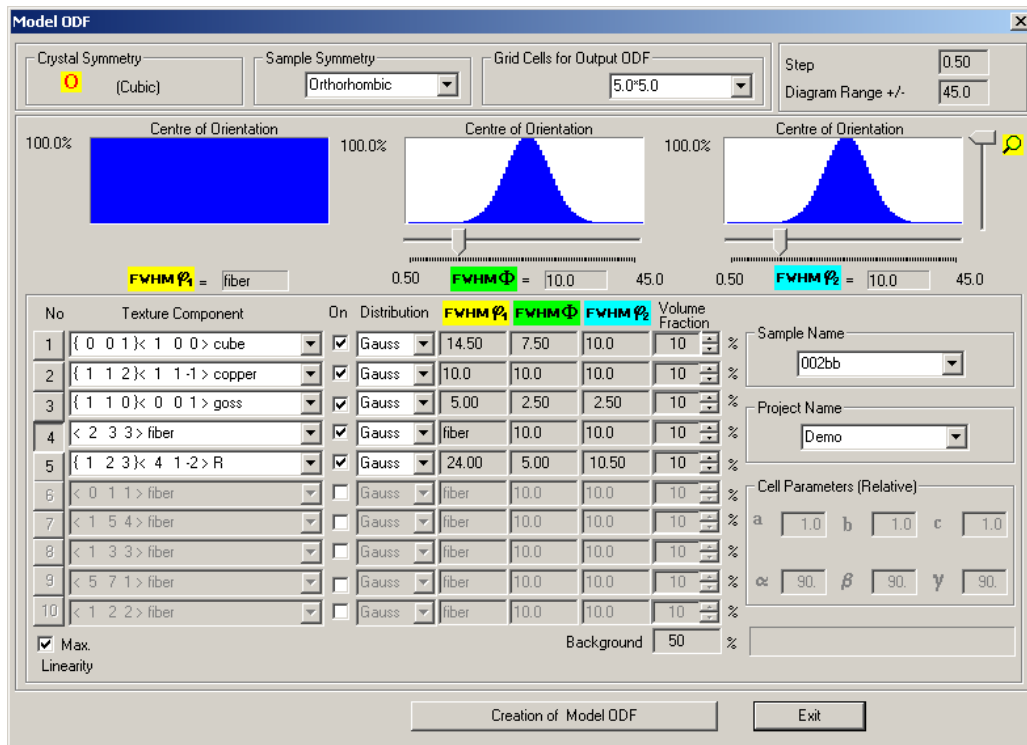 Model ODF
Crystal Symmetry
O (Cubic)
Sample Symmetry
Orthorhombic
Grid Cells for Output ODF
5.0*5.0
Step 0.50
Diagram Range +/- 45.0
Centre of Orientation Centre of Orientation Centre of Orientation
100.0% 100.0% 100.0%
FWHM φ1 = fiber 0.50 FWHM Φ = 10.0 45.0 0.50 FWHM φ2 = 10.0 45.0
No Texture Component On Distribution FWHM φ1 FWHM Φ FWHM φ2 Volume Fraction
1 { 0 0 1}< 1 0 0> cube Gauss 14.50 7.50 10.0 10 %
2 { 1 1 2}< 1 1 -1> copper Gauss 10.0 10.0 10.0 10 %
3 { 1 1 0}< 0 0 1> goss Gauss 5.00 2.50 2.50 10 %
4 < 2 3 3> fiber Gauss fiber 10.0 10.0 10 %
5 { 1 2 3}< 4 1 -2> R Gauss 24.00 5.00 10.50 10 %
6 < 0 1 1> fiber Gauss fiber 10.0 10.0 10 %
7 < 1 5 4> fiber Gauss fiber 10.0 10.0 10 %
8 < 1 3 3> fiber Gauss fiber 10.0 10.0 10 %
9 < 5 7 1> fiber Gauss fiber 10.0 10.0 10 %
10 < 1 2 2> fiber Gauss fiber 10.0 10.0 10 %
Max.
Linearity
Background 50 %
Sample Name
002bb
Project Name
Demo
Cell Parameters (Relative)
a 1.0 b 1.0 c 1.0
α 90. β 90. γ 90.
Creation of Model ODF
Exit